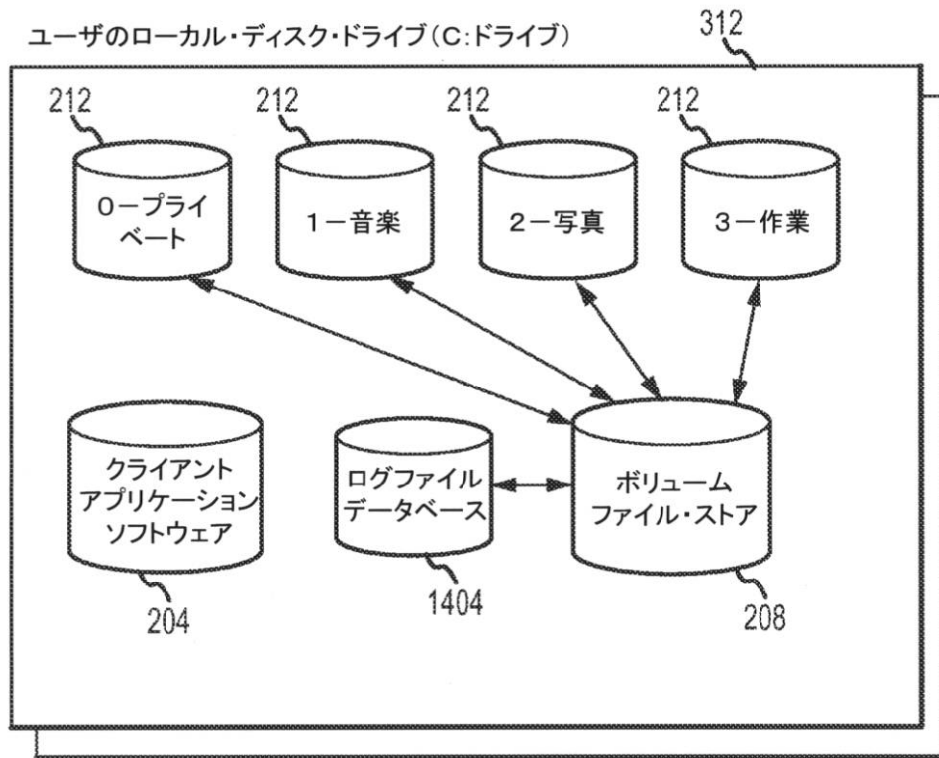 ユーザのローカル・ディスク・ドライブ(C:ドライブ)
312
212
212
212
212
0－プライ
ベート
1－音楽
2－写真
3－作業
クライアント
アプリケーション
ソフトウェア
ログファイル
データベース
ボリューム
ファイル・ストア
204
1404
208